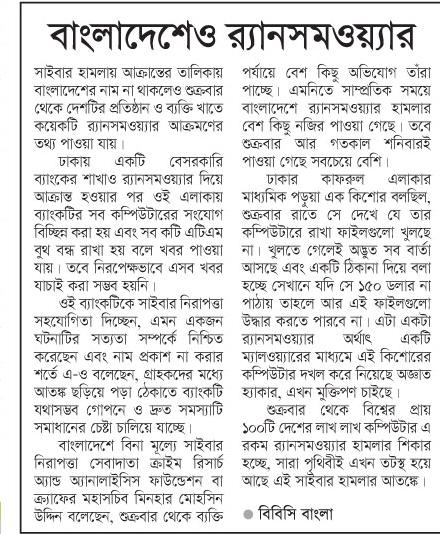 বাংলাদেশেও র‍্যানসমওয়্যার
সাইবার হামলায় আক্রান্তের তালিকায়
বাংলাদেশের নাম না থাকলেও শুক্রবার
থেকে দেশটির প্রতিষ্ঠান ও ব্যক্তি খাতে
কয়েকটি র‍্যানসমওয়্যার আক্রমণের
তথ্য পাওয়া যায়।
ঢাকায় একটি বেসরকারি
ব্যাংকের শাখাও র‍্যানসমওয়্যার দিয়ে
আক্রান্ত হওয়ার পর ওই এলাকায়
ব্যাংকটির সব কম্পিউটারের সংযোগ
বিচ্ছিন্ন করা হয় এবং সব কটি এটিএম
বুথ বন্ধ রাখা হয় বলে খবর পাওয়া
যায়। তবে নিরপেক্ষভাবে এসব খবর
যাচাই করা সম্ভব হয়নি।
ওই ব্যাংকটিকে সাইবার নিরাপত্তা
সহযোগিতা দিচ্ছেন, এমন একজন
ঘটনাটির সত্যতা সম্পর্কে নিশ্চিত
করেছেন এবং নাম প্রকাশ না করার
শর্তে এ-ও বলেছেন, গ্রাহকদের মধ্যে
আতঙ্ক ছড়িয়ে পড়া ঠেকাতে ব্যাংকটি
যথাসম্ভব গোপনে ও দ্রুত সমস্যাটি
সমাধানের চেষ্টা চালিয়ে যাচ্ছে।
বাংলাদেশে বিনা মূল্যে সাইবার
নিরাপত্তা সেবাদাতা ক্রাইম রিসার্চ
অ্যান্ড অ্যানালাইসিস ফাউন্ডেশন বা
ক্র্যাফের মহাসচিব মিনহার মোহসিন
উদ্দিন বলেছেন, শুক্রবার থেকে ব্যক্তি
পর্যায়ে বেশ কিছু অভিযোগ তাঁরা
পাচ্ছে। এমনিতে সাম্প্রতিক সময়ে
বাংলাদেশে র‍্যানসমওয়্যার হামলার
বেশ কিছু নজির পাওয়া গেছে। তবে
শুক্রবার আর গতকাল শনিবারই
পাওয়া গেছে সবচেয়ে বেশি।
ঢাকার কাফরুল এলাকার
মাধ্যমিক পড়ুয়া এক কিশোর বলছিল,
শুক্রবার রাতে সে দেখে যে তার
কম্পিউটারে রাখা ফাইলগুলো খুলছে
না। খুলতে গেলেই অদ্ভুত সব বার্তা
আসছে এবং একটি ঠিকানা দিয়ে বলা
হচ্ছে সেখানে যদি সে ১৫০ ডলার না
পাঠায় তাহলে আর এই ফাইলগুলো
উদ্ধার করতে পারবে না। এটা একটা
র‍্যানসমওয়্যার অর্থাৎ একটি
ম্যালওয়্যারের মাধ্যমে এই কিশোরের
কম্পিউটার দখল করে নিয়েছে অজ্ঞাত
হ্যাকার, এখন মুক্তিপণ চাইছে।
শুক্রবার থেকে বিশ্বের প্রায়
১০০টি দেশের লাখ লাখ কম্পিউটার এ
রকম র‍্যানসমওয়্যার হামলার শিকার
হচ্ছে, সারা পৃথিবীই এখন তটস্থ হয়ে
আছে এই সাইবার হামলার আতঙ্কে।
● বিবিসি বাংলা